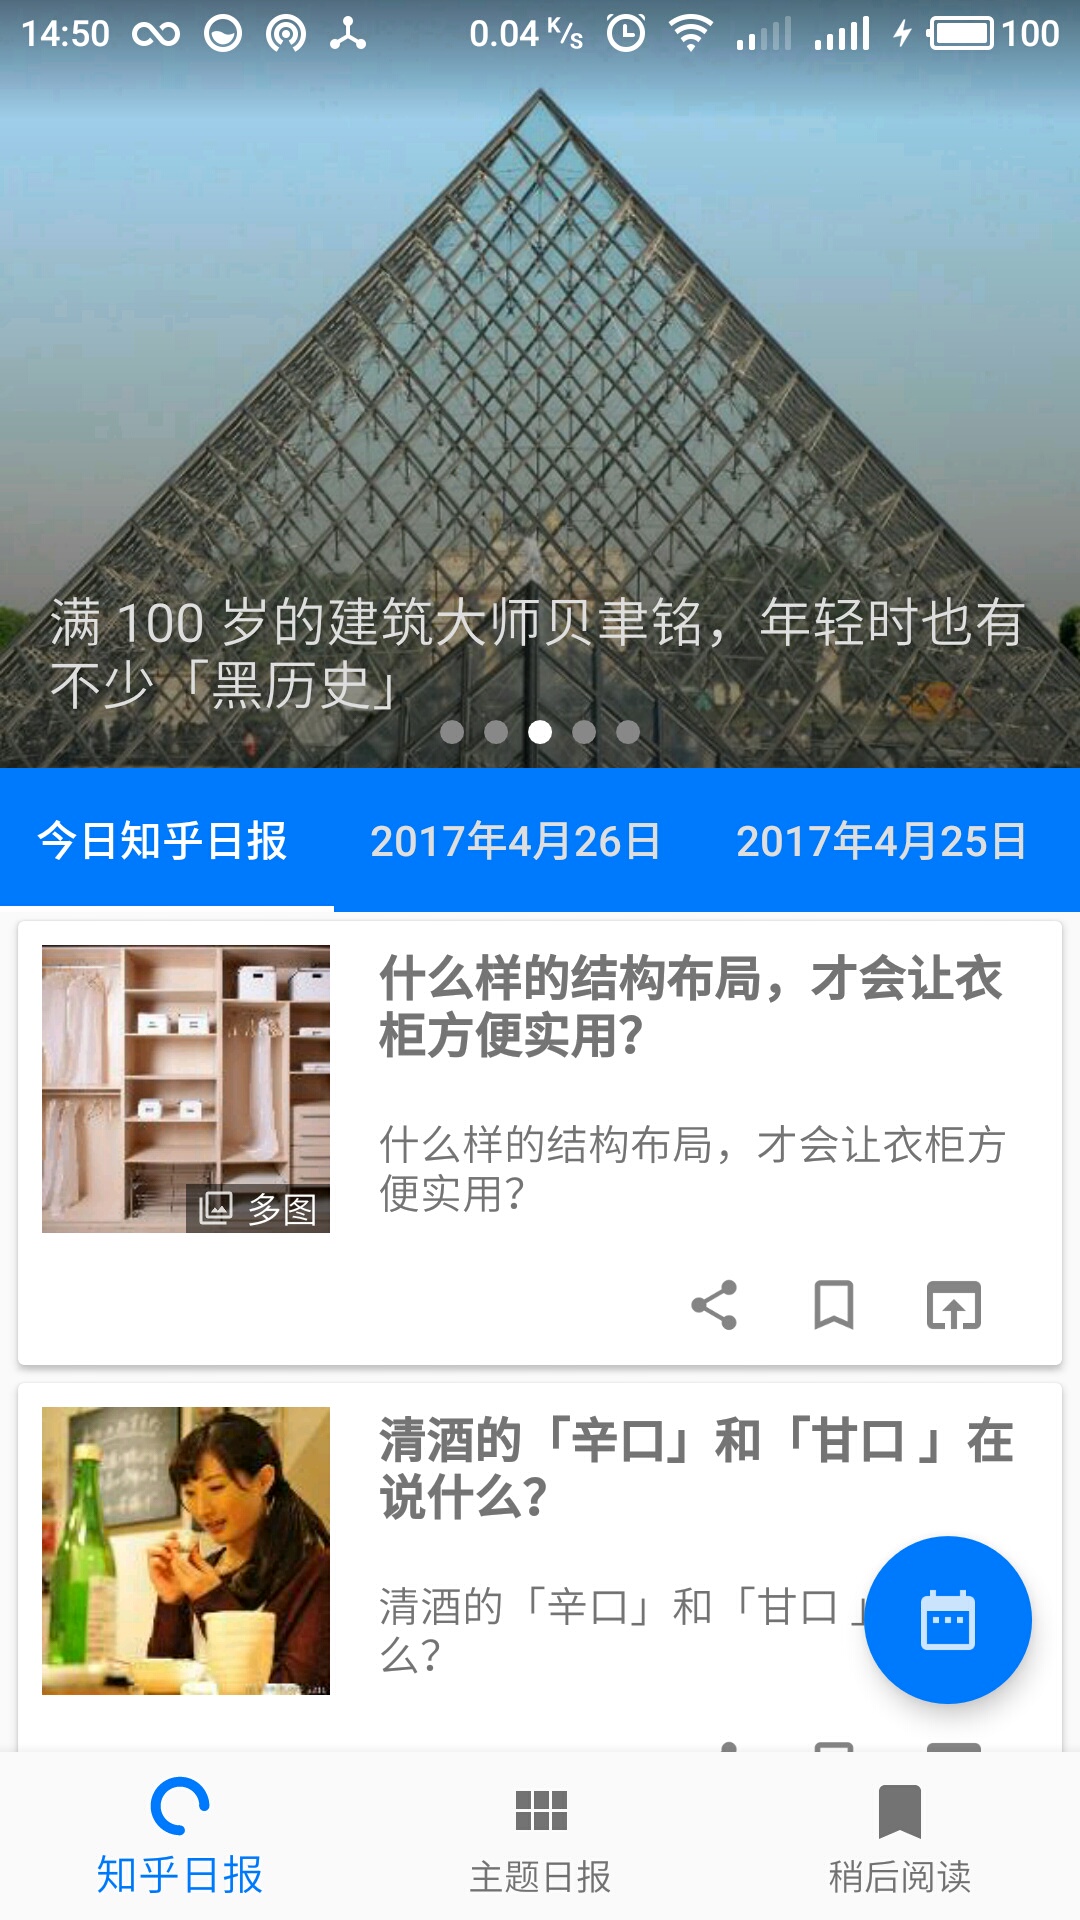 14:50 0.04 K/s 100
满 100 岁的建筑大师贝聿铭，年轻时也有
不少「黑历史」
今日知乎日报 2017年4月26日 2017年4月25日
什么样的结构布局，才会让衣
柜方便实用？
什么样的结构布局，才会让衣柜方
便实用？
多图
清酒的「辛口」和「甘口 」在
说什么？
清酒的「辛口」和「甘口 」
么？
知乎日报 主题日报 稍后阅读